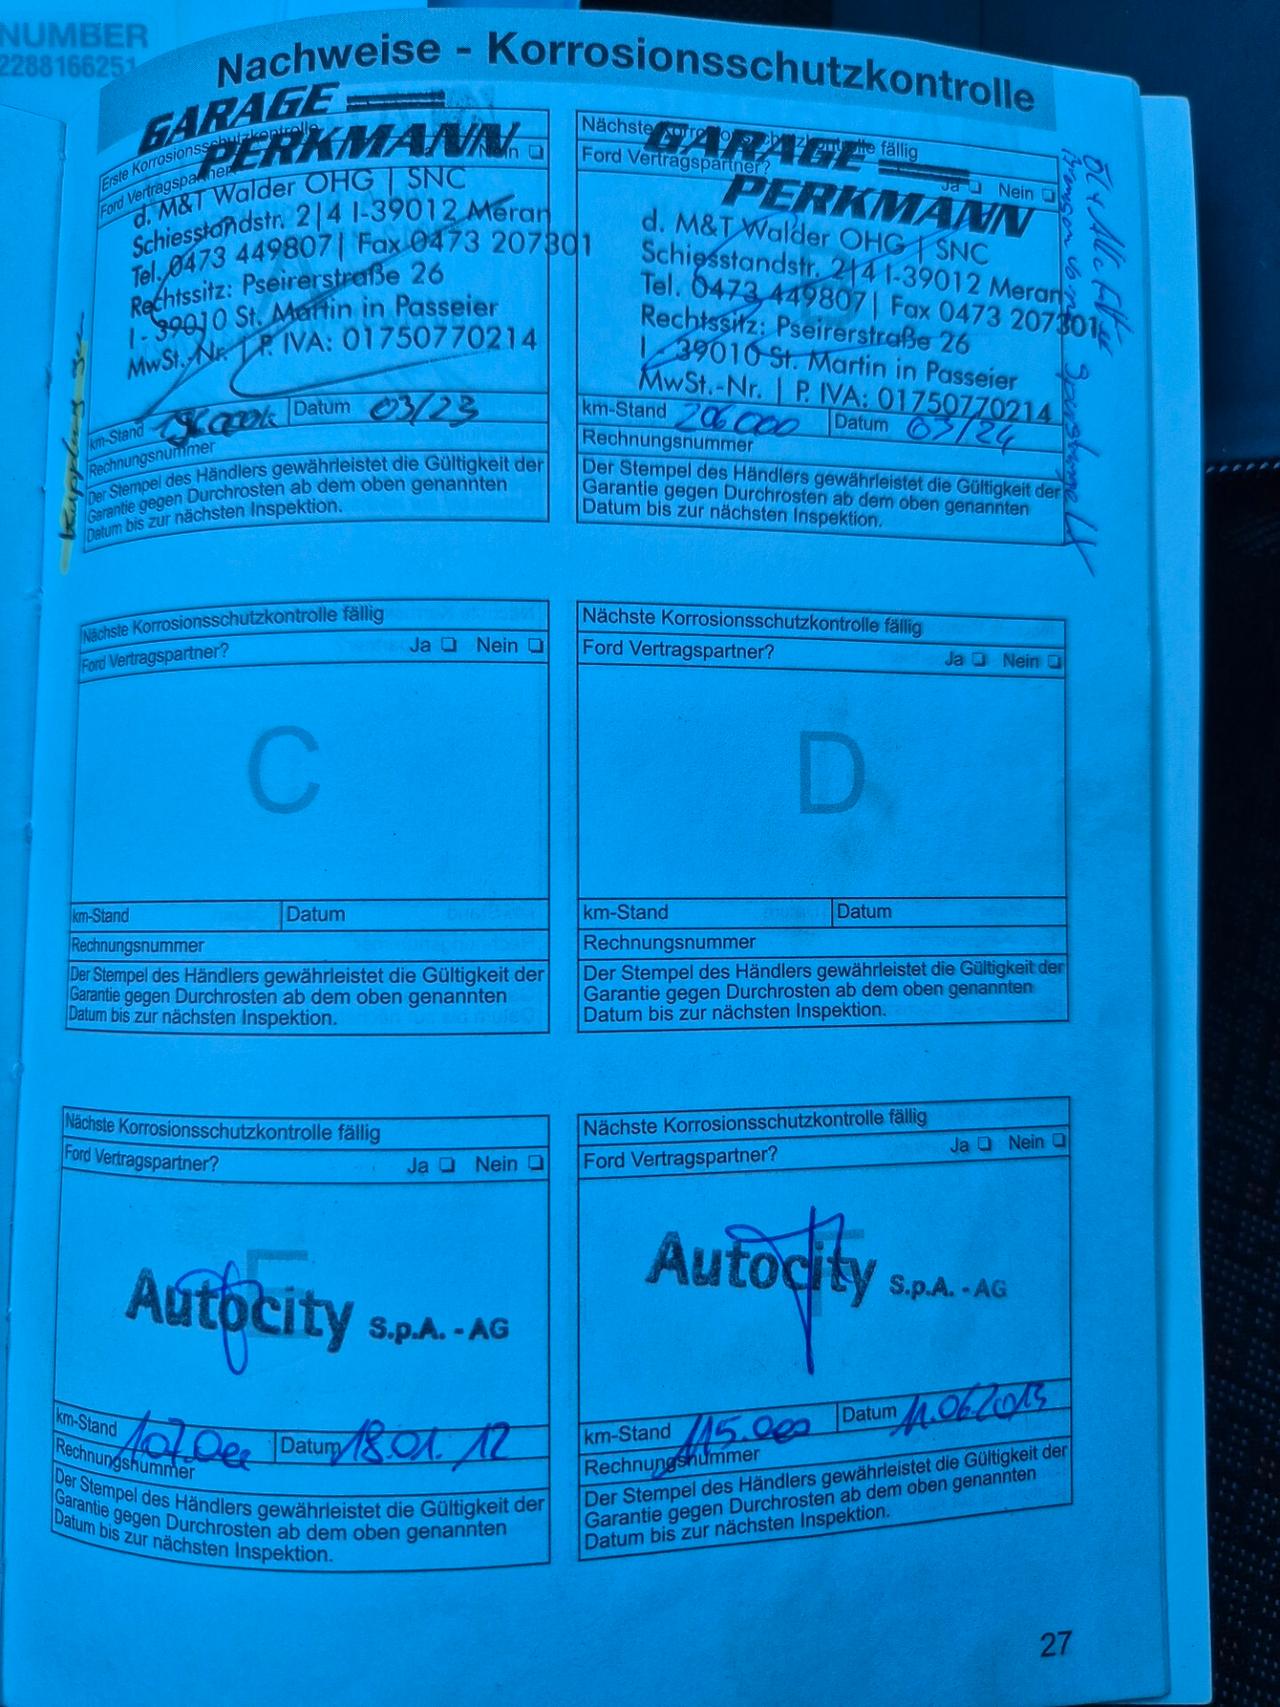 NUMBER
2288166251
Nachweise - Korrosionsschutzkontrolle
GARAGE
PERKMANN
Erste Korrosionsschutzkontrolle
Ford Vertragspartner? Nein
d. M&T Walder OHG | SNC
Schiesstandstr. 2|4 I-39012 Meran
Tel. 0473 449807| Fax 0473 207301
Rechtssitz: Pseirerstraße 26
I - 39010 St. Martin in Passeier
MwSt.-Nr. | P. IVA: 01750770214
km-Stand Datum 03/23
Rechnungsnummer
Der Stempel des Händlers gewährleistet die Gültigkeit der
Garantie gegen Durchrosten ab dem oben genannten
Datum bis zur nächsten Inspektion.
Nächste Korrosionsschutzkontrolle fällig
Ford Vertragspartner? Ja Nein
GARAGE
PERKMANN
d. M&T Walder OHG | SNC
Schiesstandstr. 2|4 I-39012 Meran
Tel. 0473 449807| Fax 0473 207301
Rechtssitz: Pseirerstraße 26
I - 39010 St. Martin in Passeier
MwSt.-Nr. | P. IVA: 01750770214
km-Stand 206000 Datum 03/24
Rechnungsnummer
Der Stempel des Händlers gewährleistet die Gültigkeit der
Garantie gegen Durchrosten ab dem oben genannten
Datum bis zur nächsten Inspektion.
Nächste Korrosionsschutzkontrolle fällig
Ford Vertragspartner? Ja Nein
C
km-Stand Datum
Rechnungsnummer
Der Stempel des Händlers gewährleistet die Gültigkeit der
Garantie gegen Durchrosten ab dem oben genannten
Datum bis zur nächsten Inspektion.
Nächste Korrosionsschutzkontrolle fällig
Ford Vertragspartner? Ja Nein
D
km-Stand Datum
Rechnungsnummer
Der Stempel des Händlers gewährleistet die Gültigkeit der
Garantie gegen Durchrosten ab dem oben genannten
Datum bis zur nächsten Inspektion.
Nächste Korrosionsschutzkontrolle fällig
Ford Vertragspartner? Ja Nein
E
Autocity S.p.A. - AG
km-Stand 107.000 Datum 18.01.12
Rechnungsnummer
Der Stempel des Händlers gewährleistet die Gültigkeit der
Garantie gegen Durchrosten ab dem oben genannten
Datum bis zur nächsten Inspektion.
Nächste Korrosionsschutzkontrolle fällig
Ford Vertragspartner? Ja Nein
F
Autocity S.p.A. - AG
km-Stand 115.000 Datum 11.06.2013
Rechnungsnummer
Der Stempel des Händlers gewährleistet die Gültigkeit der
Garantie gegen Durchrosten ab dem oben genannten
Datum bis zur nächsten Inspektion.
27